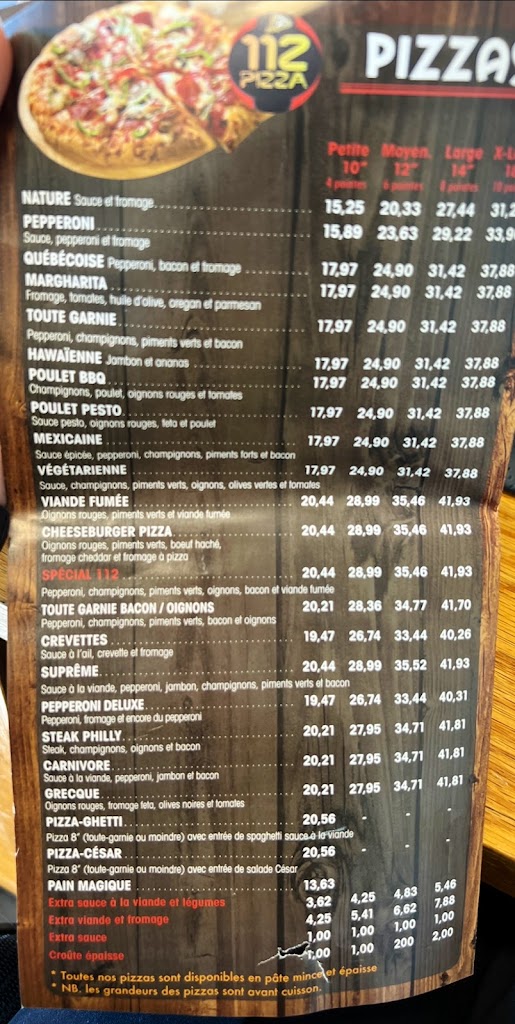 112
PIZZA
PIZZAS
Petite Moyen. Large X-L
10" 12" 14"
4 pointes 6 pointes 8 pointes
NATURE Sauce et fromage 15,25 20,33 27,44 31,2
PEPPERONI 15,89 23,63 29,22 33,9
Sauce, pepperoni et fromage
QUÉBÉCOISE Pepperoni, bacon et fromage 17,97 24,90 31,42 37,88
MARGHARITA 17,97 24,90 31,42 37,88
Fromage, tomates, huile d'olive, oregan et parmesan
TOUTE GARNIE 17,97 24,90 31,42 37,88
Pepperoni, champignons, piments verts et bacon
HAWAÏENNE Jambon et ananas 17,97 24,90 31,42 37,88
POULET BBQ 17,97 24,90 31,42 37,88
Champignons, poulet, oignons rouges et tomates
POULET PESTO 17,97 24,90 31,42 37,88
Sauce pesto, oignons rouges, feta et poulet
MEXICAINE 17,97 24,90 31,42 37,88
Sauce épicée, pepperoni, champignons, piments forts et bacon
VÉGÉTARIENNE 17,97 24,90 31,42 37,88
Sauce, champignons, piments verts, oignons, olives vertes et tomates
VIANDE FUMÉE 20,44 28,99 35,46 41,93
Oignons rouges, piments verts et viande fumée
CHEESEBURGER PIZZA 20,44 28,99 35,46 41,93
Oignons rouges, piments verts, boeuf haché,
fromage cheddar et fromage à pizza
SPÉCIAL 112 20,44 28,99 35,46 41,93
Pepperoni, champignons, piments verts, oignons, bacon et viande fumée
TOUTE GARNIE BACON / OIGNONS 20,21 28,36 34,77 41,70
Pepperoni, champignons, piments verts, bacon et oignons
CREVETTES 19,47 26,74 33,44 40,26
Sauce à l'ail, crevette et fromage
SUPRÊME 20,44 28,99 35,52 41,93
Sauce à la viande, pepperoni, jambon, champignons, piments verts et bacon
PEPPERONI DELUXE 19,47 26,74 33,44 40,31
Pepperoni, fromage et encore du pepperoni
STEAK PHILLY 20,21 27,95 34,71 41,81
Steak, champignons, oignons et bacon
CARNIVORE 20,21 27,95 34,71 41,81
Sauce à la viande, pepperoni, jambon et bacon
GRECQUE 20,21 27,95 34,71 41,81
Oignons rouges, fromage feta, olives noires et tomates
PIZZA-GHETTI 20,56 - - -
Pizza 8" (toute-garnie ou moindre) avec entrée de spaghetti sauce à la viande
PIZZA-CÉSAR 20,56 - - -
Pizza 8" (toute-garnie ou moindre) avec entrée de salade César
PAIN MAGIQUE 13,63
Extra sauce à la viande et légumes 3,62 4,25 4,83 5,46
Extra viande et fromage 4,25 5,41 6,62 7,88
Extra sauce 1,00 1,00 1,00 1,00
Croûte épaisse 1,00 1,00 200 2,00
* Toutes nos pizzas sont disponibles en pâte mince et épaisse
* NB. les grandeurs des pizzas sont avant cuisson.